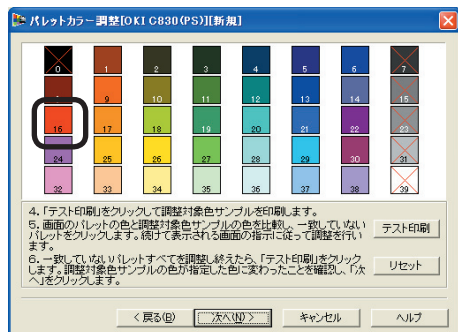 パレットカラー調整[OKI C830(PS)][新規]
0 1 2 3 4 5 6 7
8 9 10 11 12 13 14 15
16 17 18 19 20 21 22 23
24 25 26 27 28 29 30 31
32 33 34 35 36 37 38 39
4.「テスト印刷」をクリックして調整対象色サンプルを印刷します。
5. 画面のパレットの色と調整対象色サンプルの色を比較し、一致していない
パレットをクリックします。続けて表示される画面の指示に従って調整を行い
ます。
6. 一致していないパレットすべてを調整し終えたら、「テスト印刷」をクリック
します。調整対象色サンプルの色が指定した色に変わったことを確認し、「次
へ」をクリックします。
テスト印刷
リセット
< 戻る(B) 次へ(N) > キャンセル ヘルプ